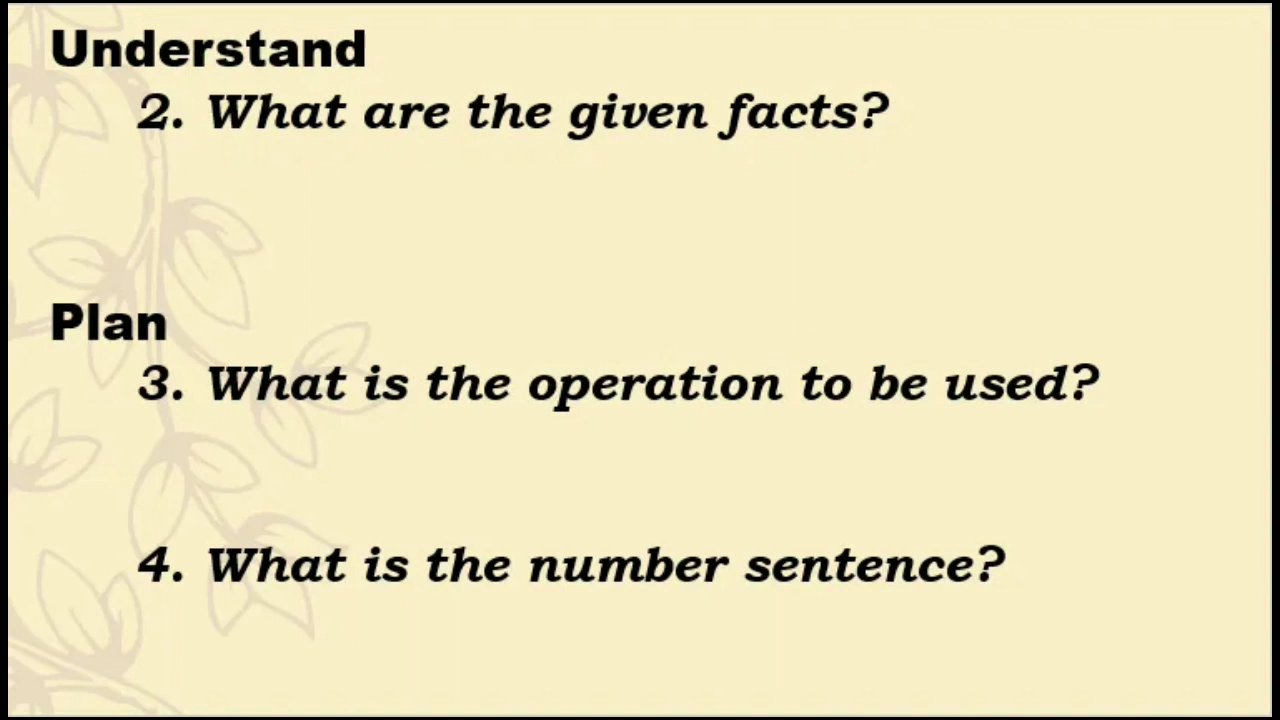 Understand
2. What are the given facts?
Plan
3. What is the operation to be used?
4. What is the number sentence?